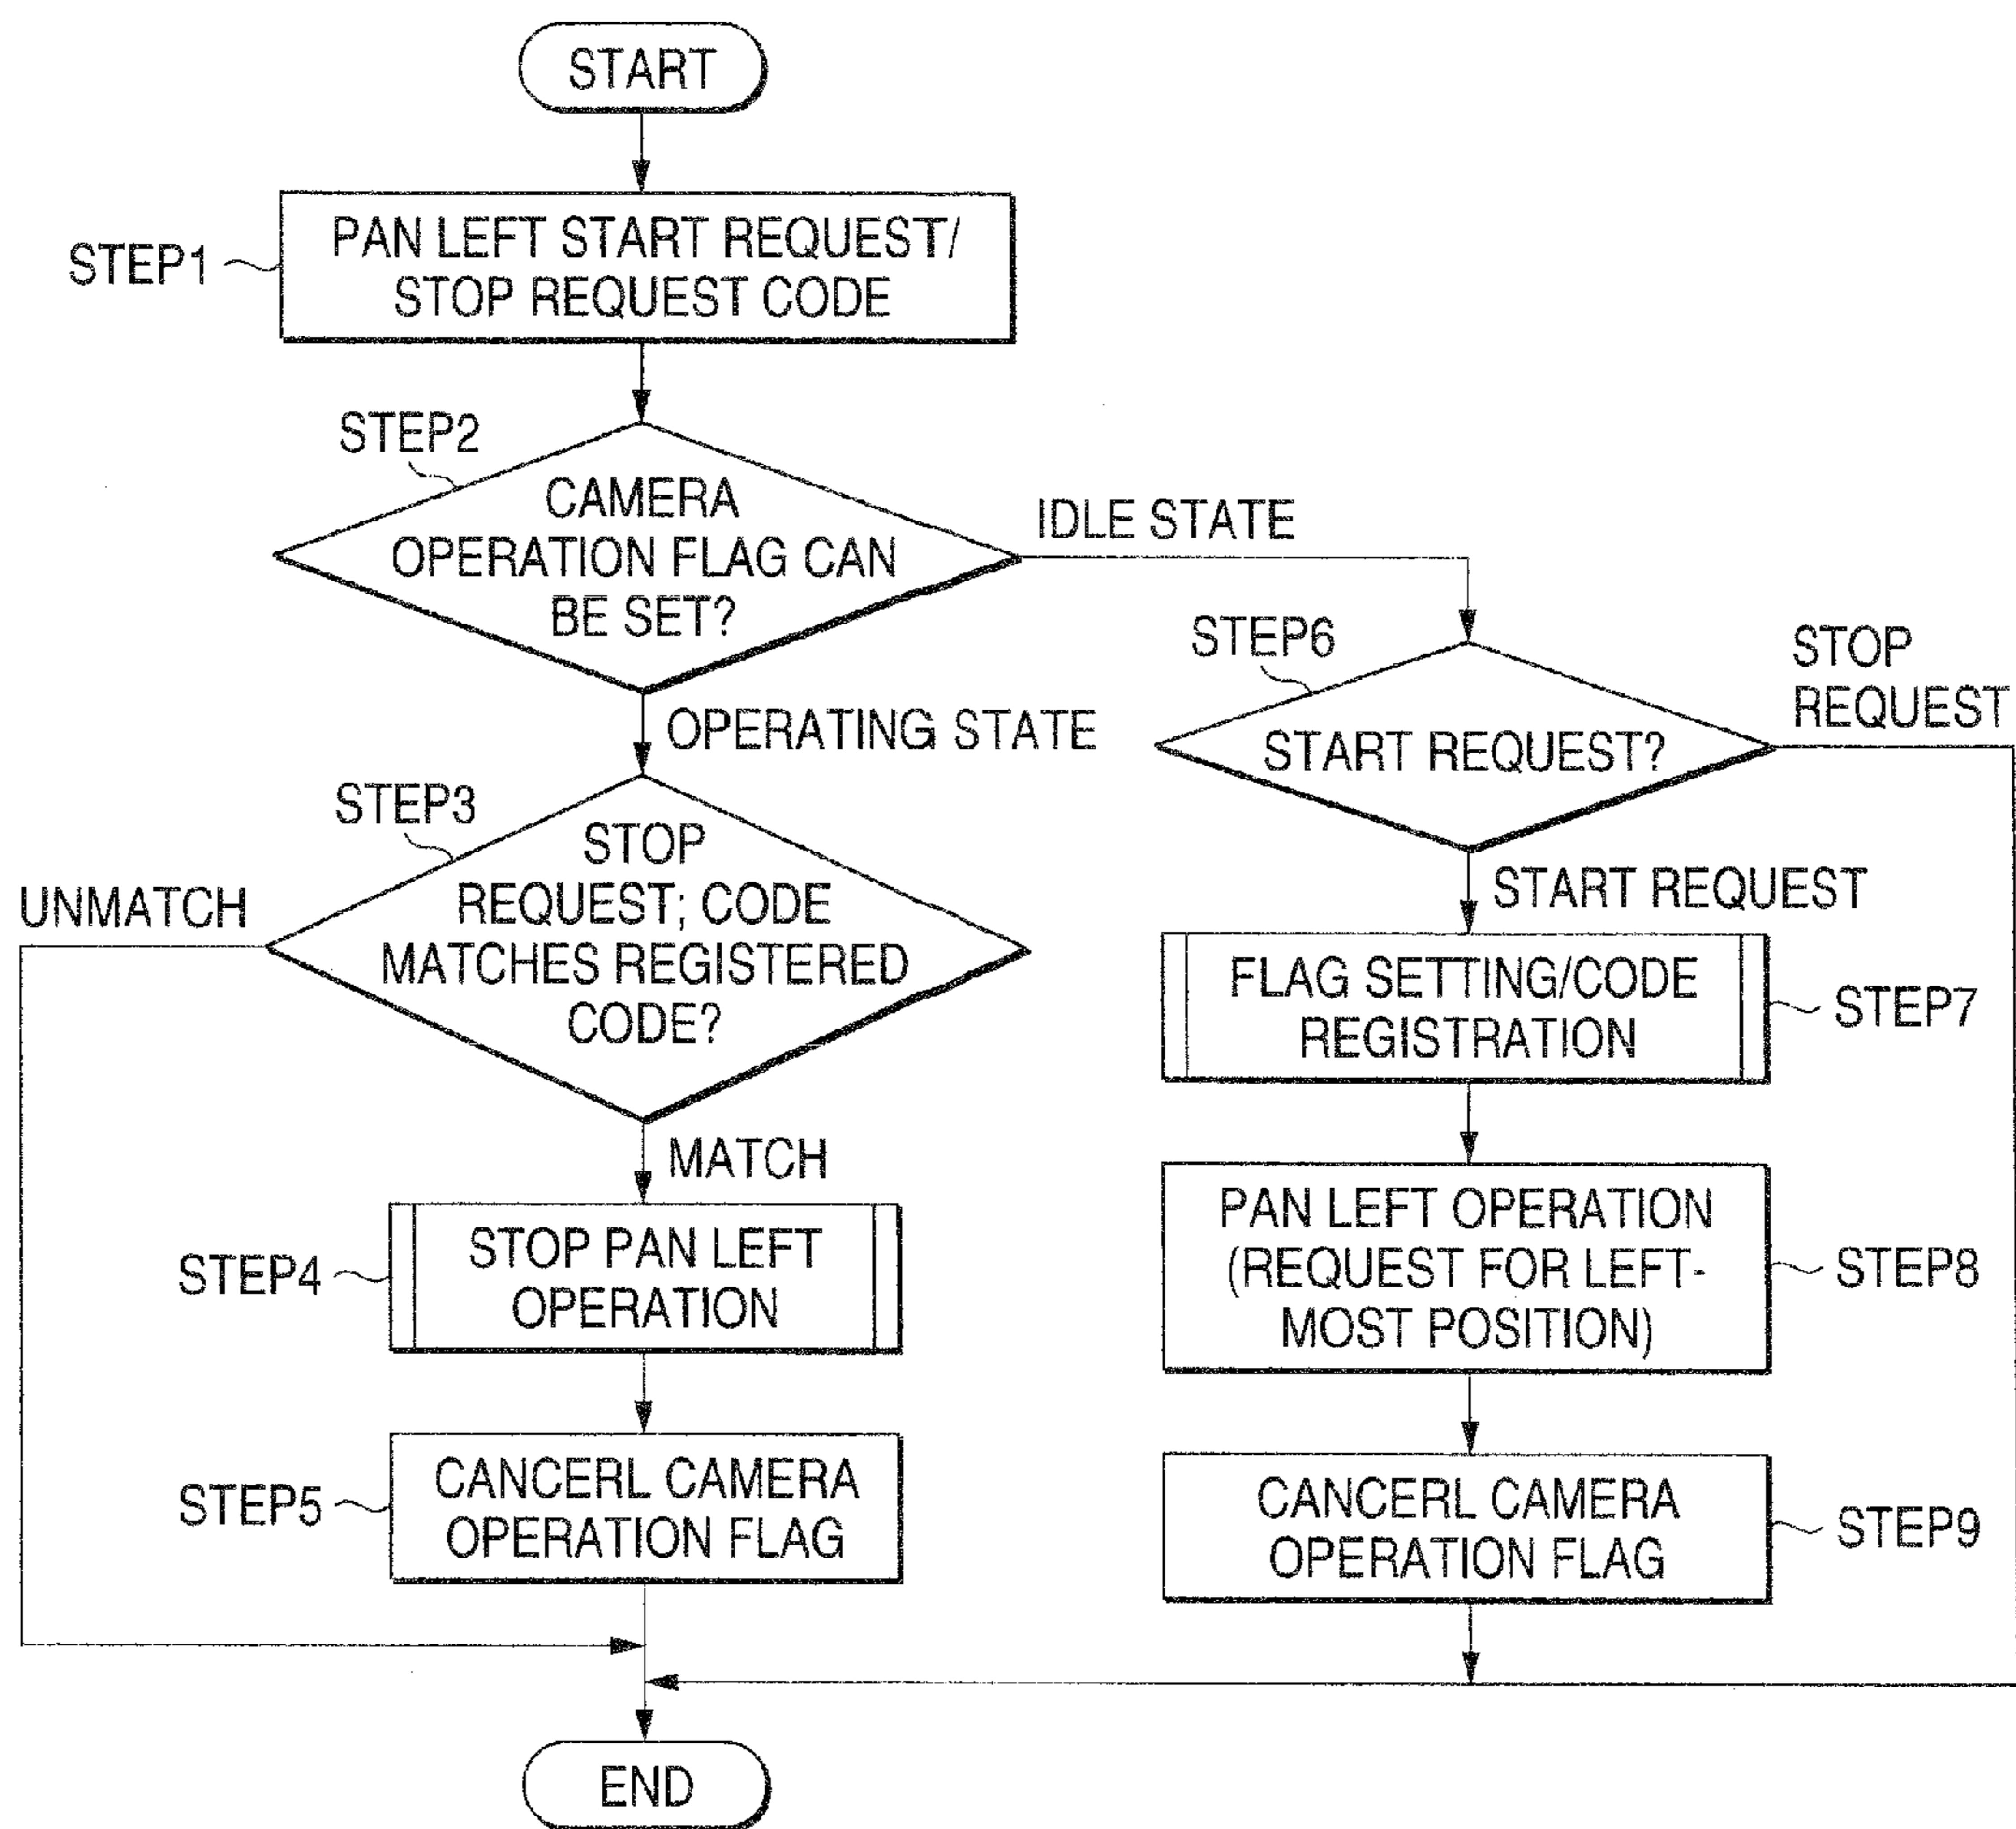 START
STEP1
PAN LEFT START REQUEST/
STOP REQUEST CODE
STEP2
CAMERA
OPERATION FLAG CAN
BE SET?
IDLE STATE
OPERATING STATE
STEP3
STOP
REQUEST; CODE
MATCHES REGISTERED
CODE?
UNMATCH
MATCH
STEP4
STOP PAN LEFT
OPERATION
STEP5
CANCERL CAMERA
OPERATION FLAG
STEP6
START REQUEST?
STOP
REQUEST
START REQUEST
FLAG SETTING/CODE
REGISTRATION
STEP7
PAN LEFT OPERATION
(REQUEST FOR LEFT-
MOST POSITION)
STEP8
CANCERL CAMERA
OPERATION FLAG
STEP9
END